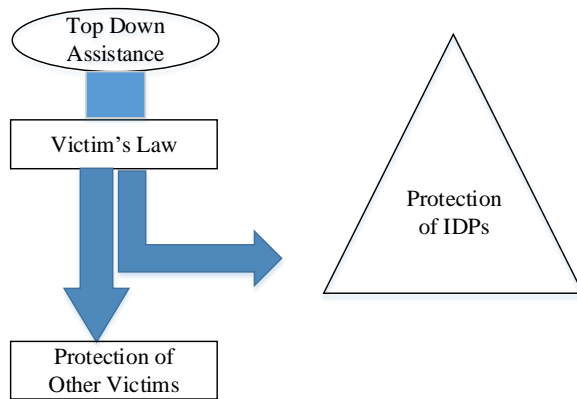 Top Down
Assistance
Victim's Law
Protection
of IDPs
Protection of
Other Victims